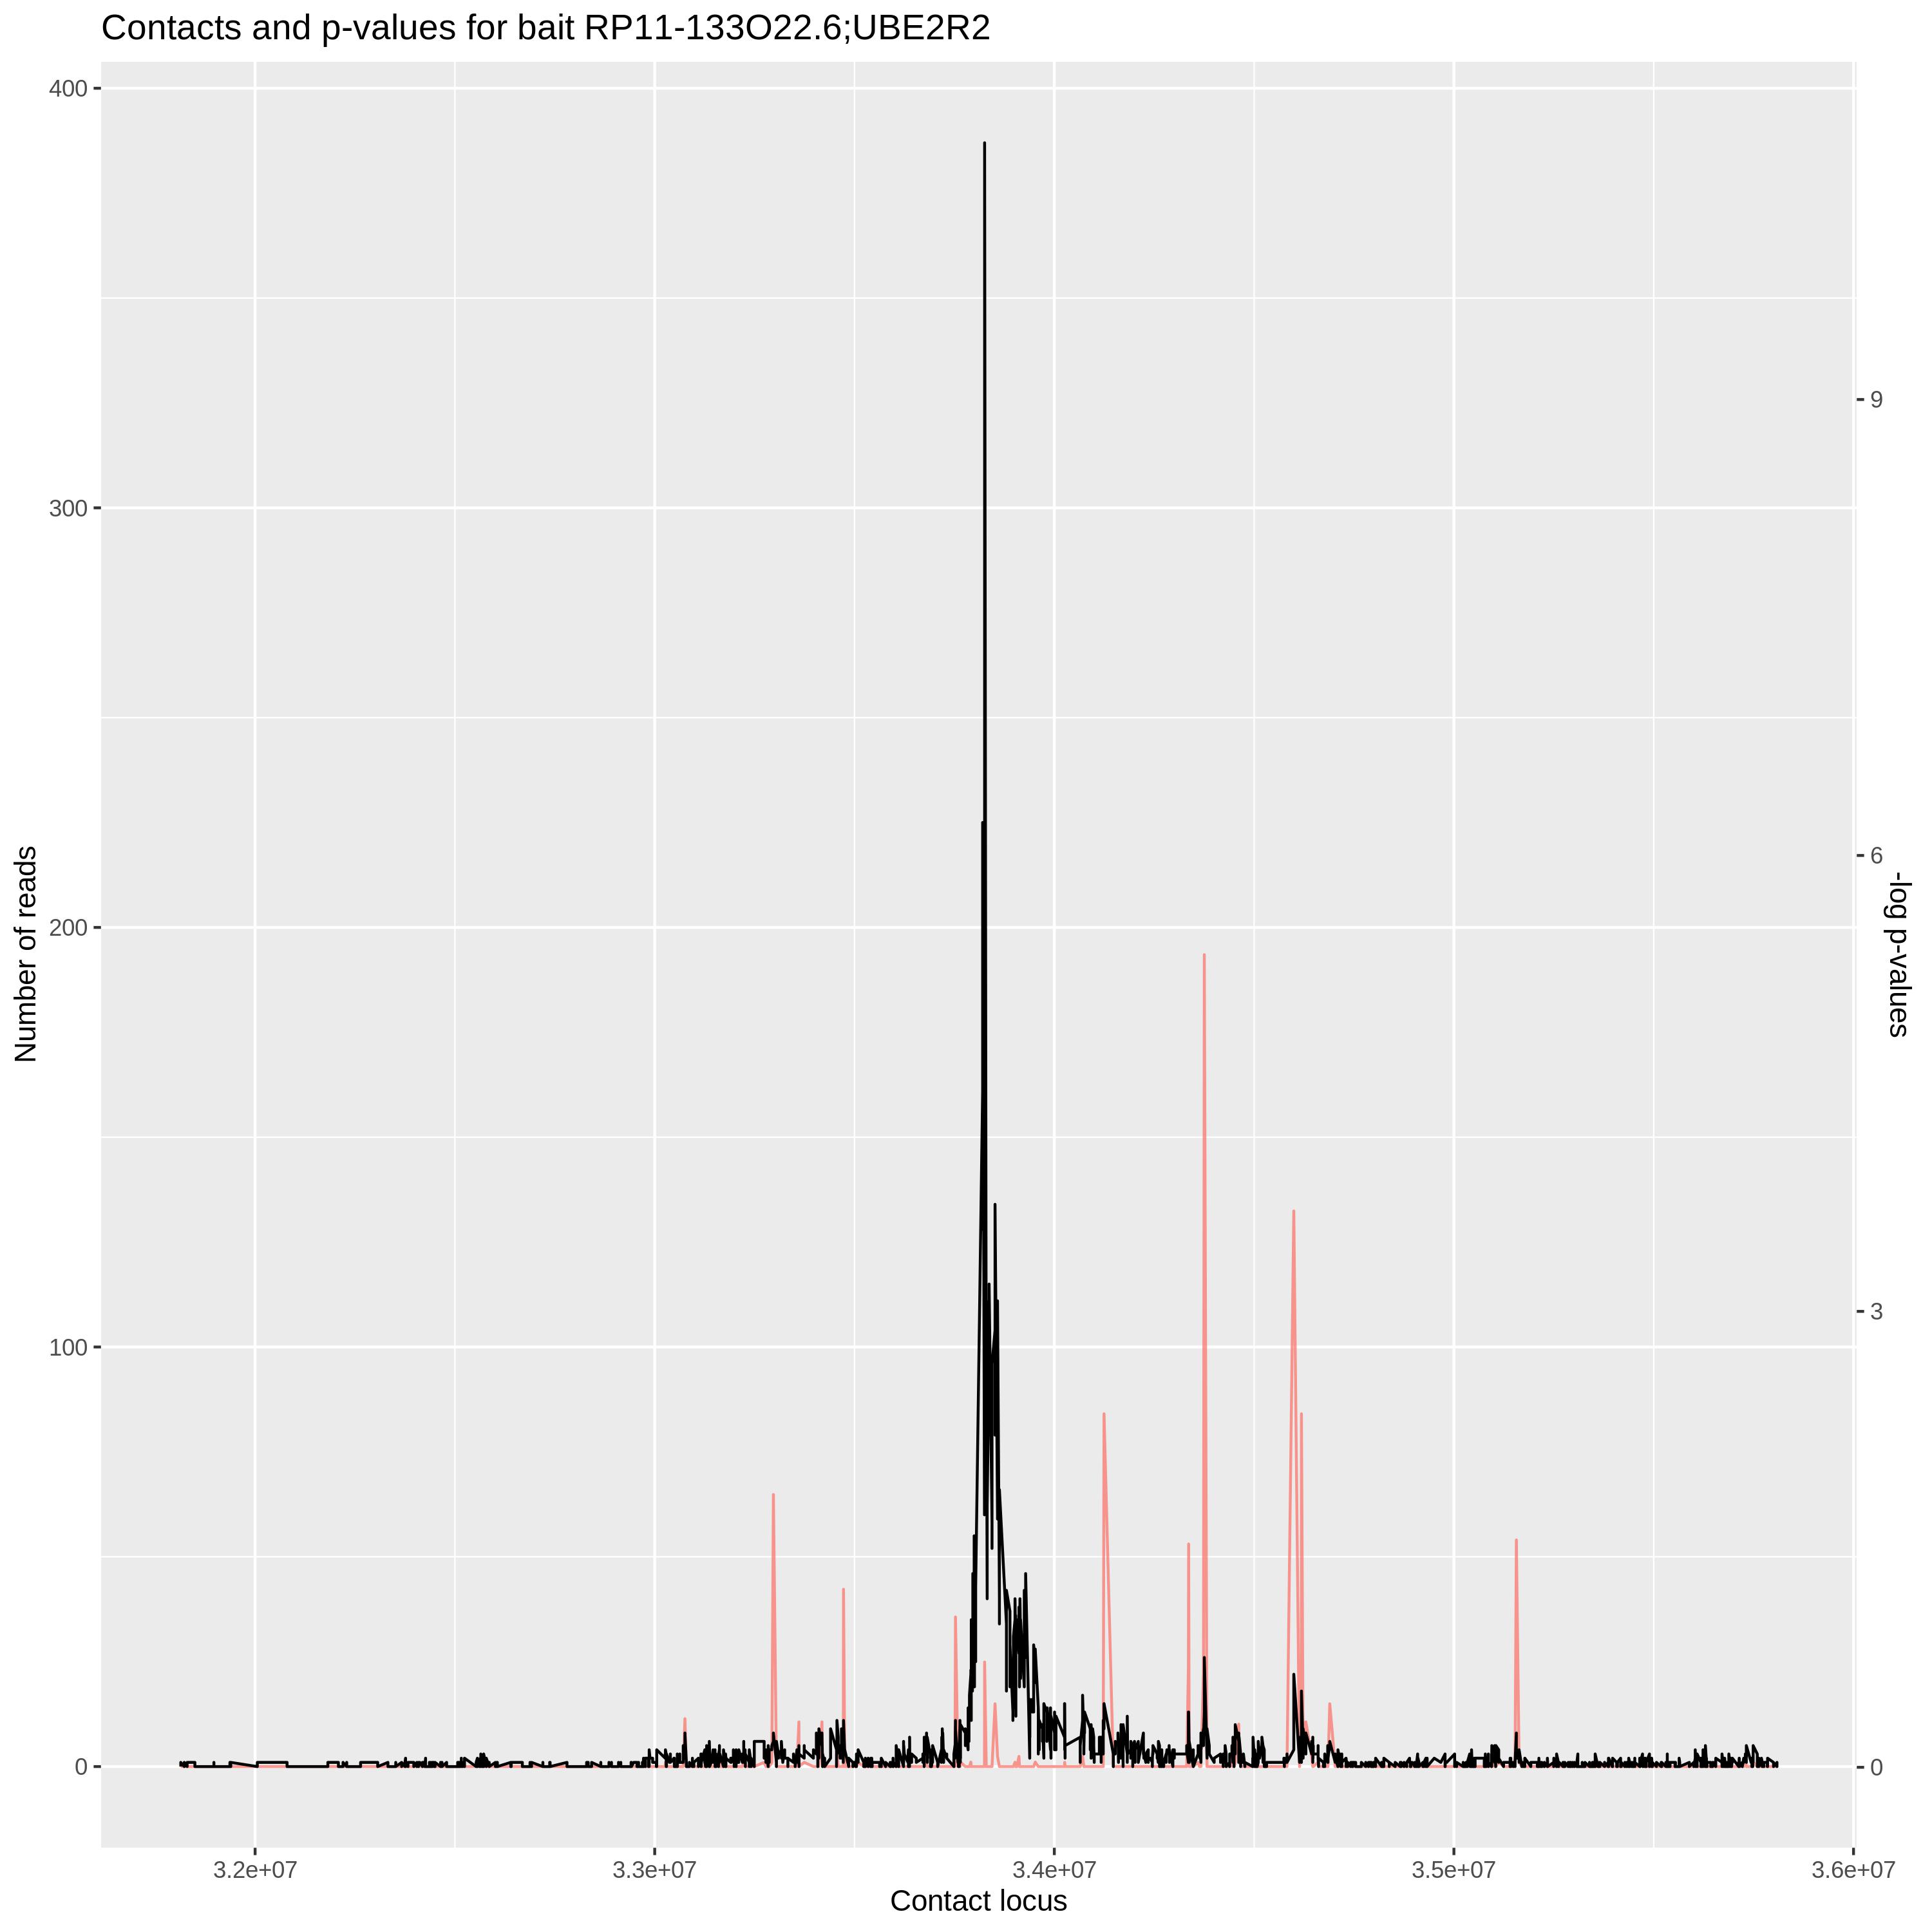 Contacts and p-values for bait RP11-133O22.6;UBE2R2
400
300
200
100
0
Number of reads
9
6
3
0
-log p-values
3.2e+07
3.3e+07
3.4e+07
3.5e+07
3.6e+07
Contact locus